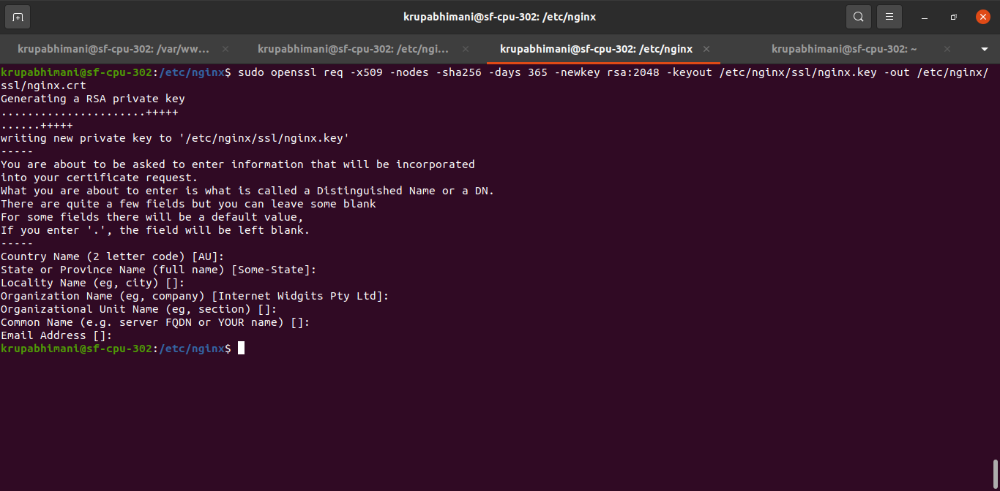 krupabhimani@sf-cpu-302: /etc/nginx
krupabhimani@sf-cpu-302: /var/ww...
krupabhimani@sf-cpu-302: /etc/ngi...
krupabhimani@sf-cpu-302: /etc/nginx
krupabhimani@sf-cpu-302: ~
krupabhimani@sf-cpu-302:/etc/nginx$ sudo openssl req -x509 -nodes -sha256 -days 365 -newkey rsa:2048 -keyout /etc/nginx/ssl/nginx.key -out /etc/nginx/
ssl/nginx.crt
Generating a RSA private key
......................+++++
......+++++
writing new private key to '/etc/nginx/ssl/nginx.key'
-----
You are about to be asked to enter information that will be incorporated
into your certificate request.
What you are about to enter is what is called a Distinguished Name or a DN.
There are quite a few fields but you can leave some blank
For some fields there will be a default value,
If you enter '.', the field will be left blank.
-----
Country Name (2 letter code) [AU]:
State or Province Name (full name) [Some-State]:
Locality Name (eg, city) []:
Organization Name (eg, company) [Internet Widgits Pty Ltd]:
Organizational Unit Name (eg, section) []:
Common Name (e.g. server FQDN or YOUR name) []:
Email Address []:
krupabhimani@sf-cpu-302:/etc/nginx$